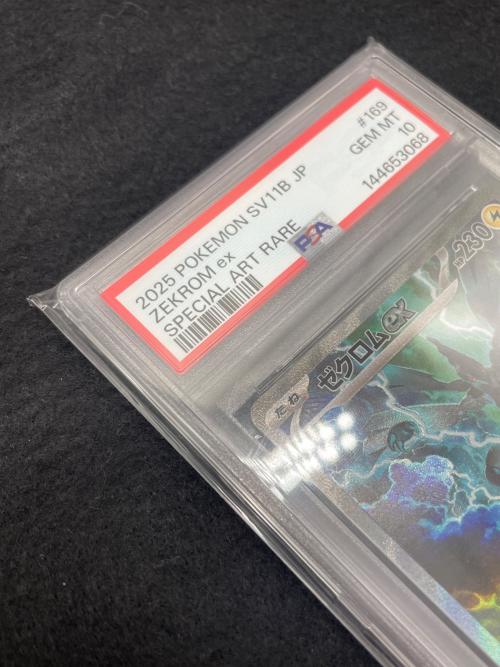 2025 POKEMON SV11B JP #169
ZEKROM ex GEM MT
SPECIAL ART RARE 10
PSA 144653068
たね ゼクロムex HP230